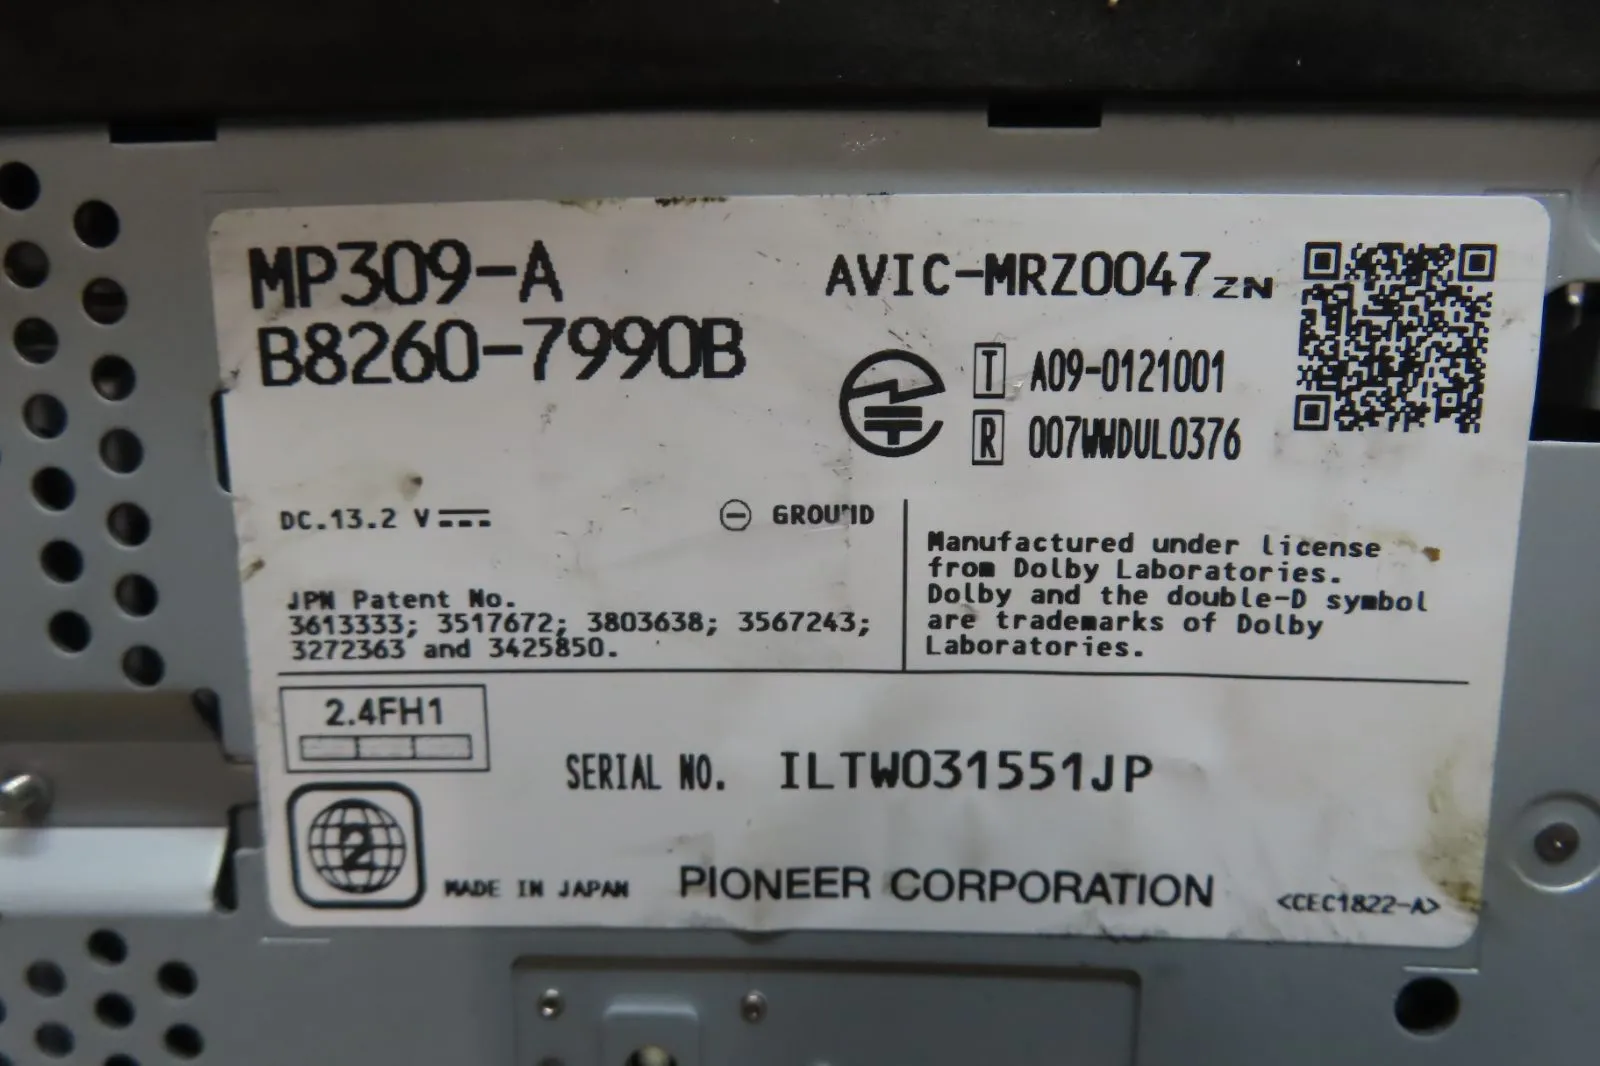 MP309-A
B8260-7990B
AVIC-MRZ0047 ZN
T A09-0121001
R 007WWDUL0376
DC.13.2 V
GROUND
JPN Patent No.
3613333; 3517672; 3803638; 3567243;
3272363 and 3425850.
Manufactured under license
from Dolby Laboratories.
Dolby and the double-D symbol
are trademarks of Dolby
Laboratories.
2.4FH1
SERIAL NO. ILTW031551JP
2
MADE IN JAPAN
PIONEER CORPORATION
<CEC1822-A>